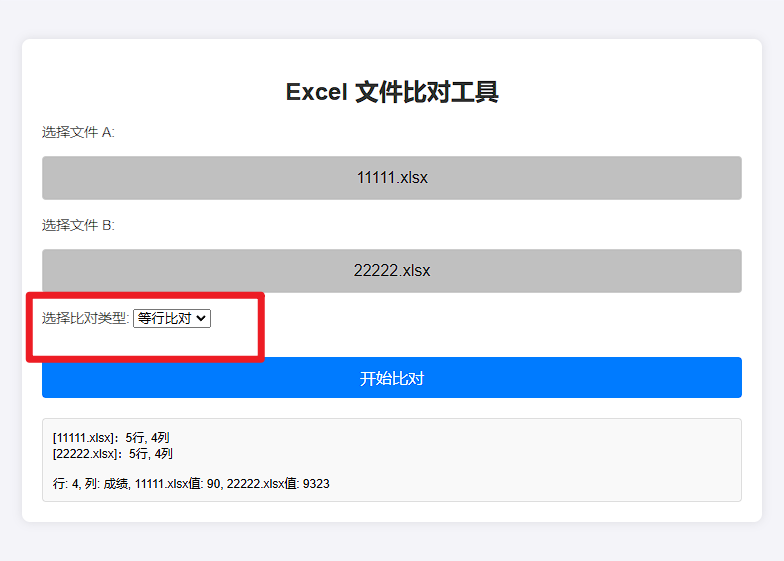 Excel 文件比对工具
选择文件 A:
11111.xlsx
选择文件 B:
22222.xlsx
选择比对类型: 等行比对
开始比对
[11111.xlsx]：5行, 4列
[22222.xlsx]：5行, 4列
行: 4, 列: 成绩, 11111.xlsx值: 90, 22222.xlsx值: 9323